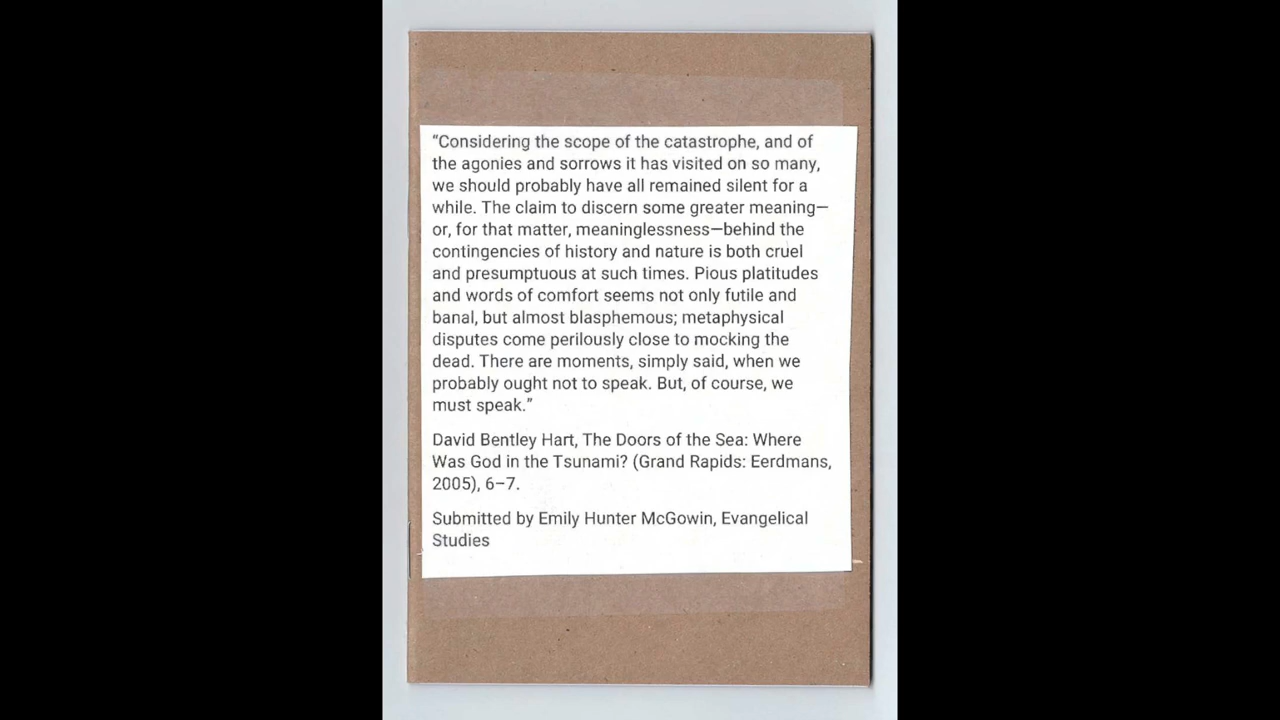 “Considering the scope of the catastrophe, and of
the agonies and sorrows it has visited on so many,
we should probably have all remained silent for a
while. The claim to discern some greater meaning—
or, for that matter, meaninglessness—behind the
contingencies of history and nature is both cruel
and presumptuous at such times. Pious platitudes
and words of comfort seems not only futile and
banal, but almost blasphemous; metaphysical
disputes come perilously close to mocking the
dead. There are moments, simply said, when we
probably ought not to speak. But, of course, we
must speak.”
David Bentley Hart, The Doors of the Sea: Where
Was God in the Tsunami? (Grand Rapids: Eerdmans,
2005), 6–7.
Submitted by Emily Hunter McGowin, Evangelical
Studies